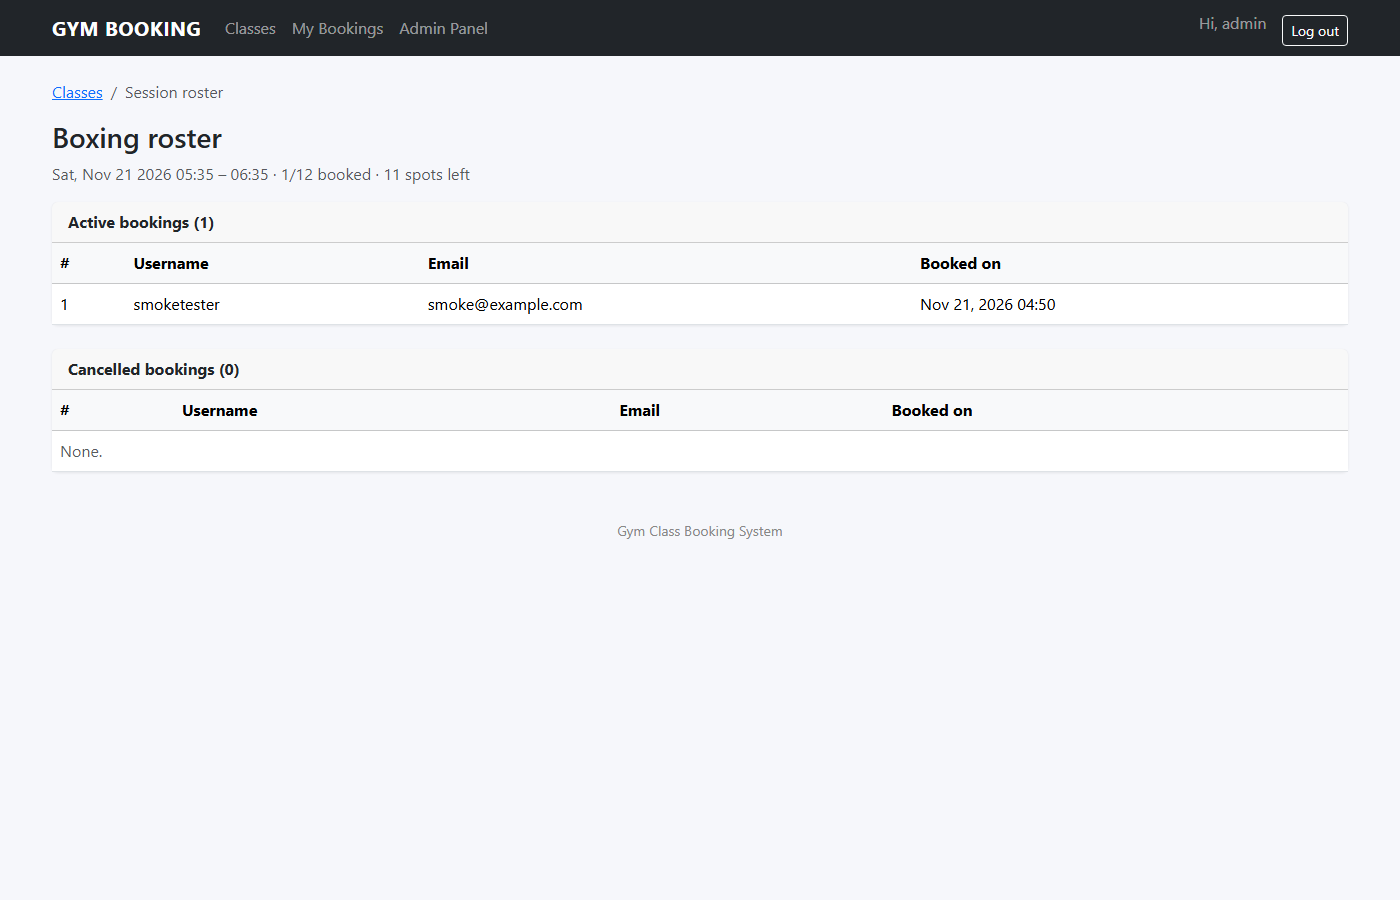 GYM BOOKING Classes My Bookings Admin Panel Hi, admin Log out
Classes / Session roster
Boxing roster
Sat, Nov 21 2026 05:35 – 06:35 · 1/12 booked · 11 spots left
Active bookings (1)
# Username Email Booked on
1 smoketester smoke@example.com Nov 21, 2026 04:50
Cancelled bookings (0)
# Username Email Booked on
None.
Gym Class Booking System